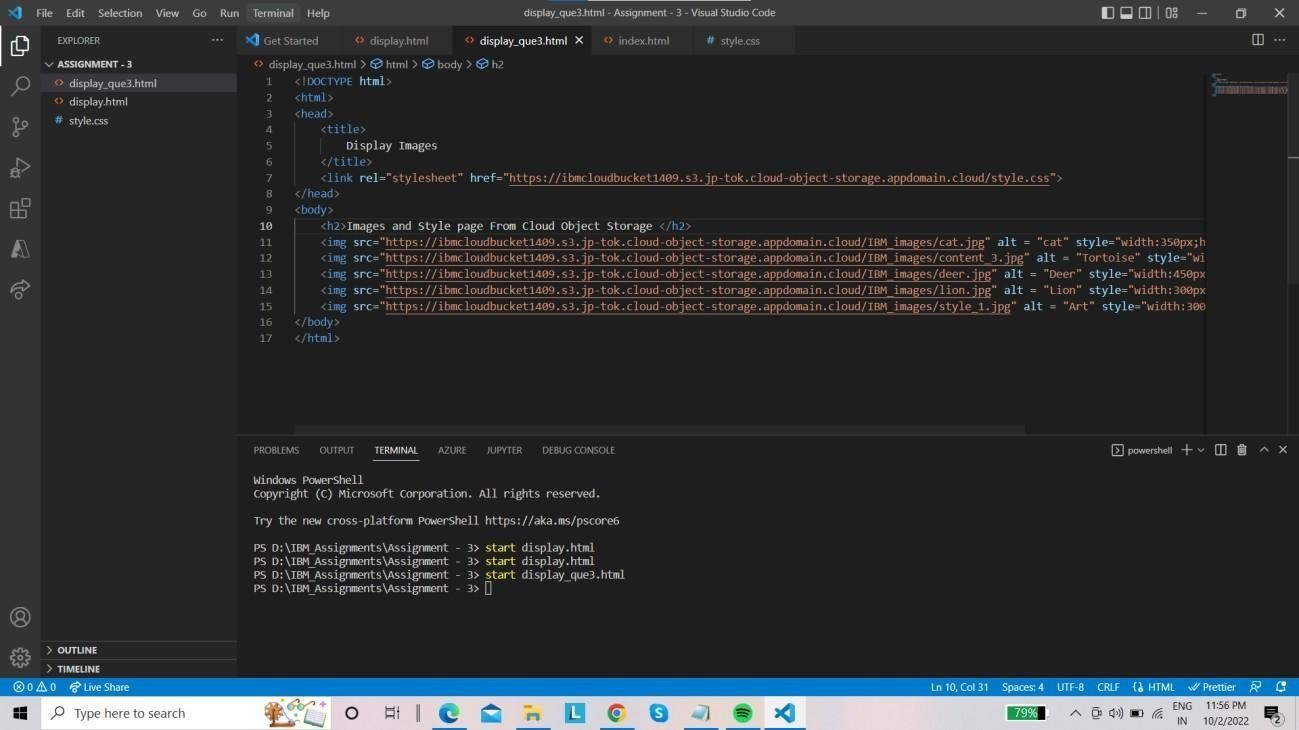 File Edit Selection View Go Run Terminal Help
display_que3.html - Assignment - 3 - Visual Studio Code
EXPLORER
ASSIGNMENT - 3
display_que3.html
display.html
style.css
OUTLINE
TIMELINE
Get Started display.html display_que3.html index.html style.css
display_que3.html > html > body > h2
1 <!DOCTYPE html>
2 <html>
3 <head>
4 <title>
5 Display Images
6 </title>
7 <link rel="stylesheet" href="https://ibmcloudbucket1409.s3.jp-tok.cloud-object-storage.appdomain.cloud/style.css">
8 </head>
9 <body>
10 <h2>Images and Style page From Cloud Object Storage </h2>
11 <img src="https://ibmcloudbucket1409.s3.jp-tok.cloud-object-storage.appdomain.cloud/IBM_images/cat.jpg" alt = "cat" style="width:350px;h
12 <img src="https://ibmcloudbucket1409.s3.jp-tok.cloud-object-storage.appdomain.cloud/IBM_images/content_3.jpg" alt = "Tortoise" style="wi
13 <img src="https://ibmcloudbucket1409.s3.jp-tok.cloud-object-storage.appdomain.cloud/IBM_images/deer.jpg" alt = "Deer" style="width:450px
14 <img src="https://ibmcloudbucket1409.s3.jp-tok.cloud-object-storage.appdomain.cloud/IBM_images/lion.jpg" alt = "Lion" style="width:300px
15 <img src="https://ibmcloudbucket1409.s3.jp-tok.cloud-object-storage.appdomain.cloud/IBM_images/style_1.jpg" alt = "Art" style="width:300
16 </body>
17 </html>
PROBLEMS OUTPUT TERMINAL AZURE JUPYTER DEBUG CONSOLE
powershell
Windows PowerShell
Copyright (C) Microsoft Corporation. All rights reserved.
Try the new cross-platform PowerShell https://aka.ms/pscore6
PS D:\IBM_Assignments\Assignment - 3> start display.html
PS D:\IBM_Assignments\Assignment - 3> start display.html
PS D:\IBM_Assignments\Assignment - 3> start display_que3.html
PS D:\IBM_Assignments\Assignment - 3>
0 0 Live Share
Ln 10, Col 31 Spaces: 4 UTF-8 CRLF HTML Prettier
Type here to search
79%
ENG
IN
11:56 PM
10/2/2022
2